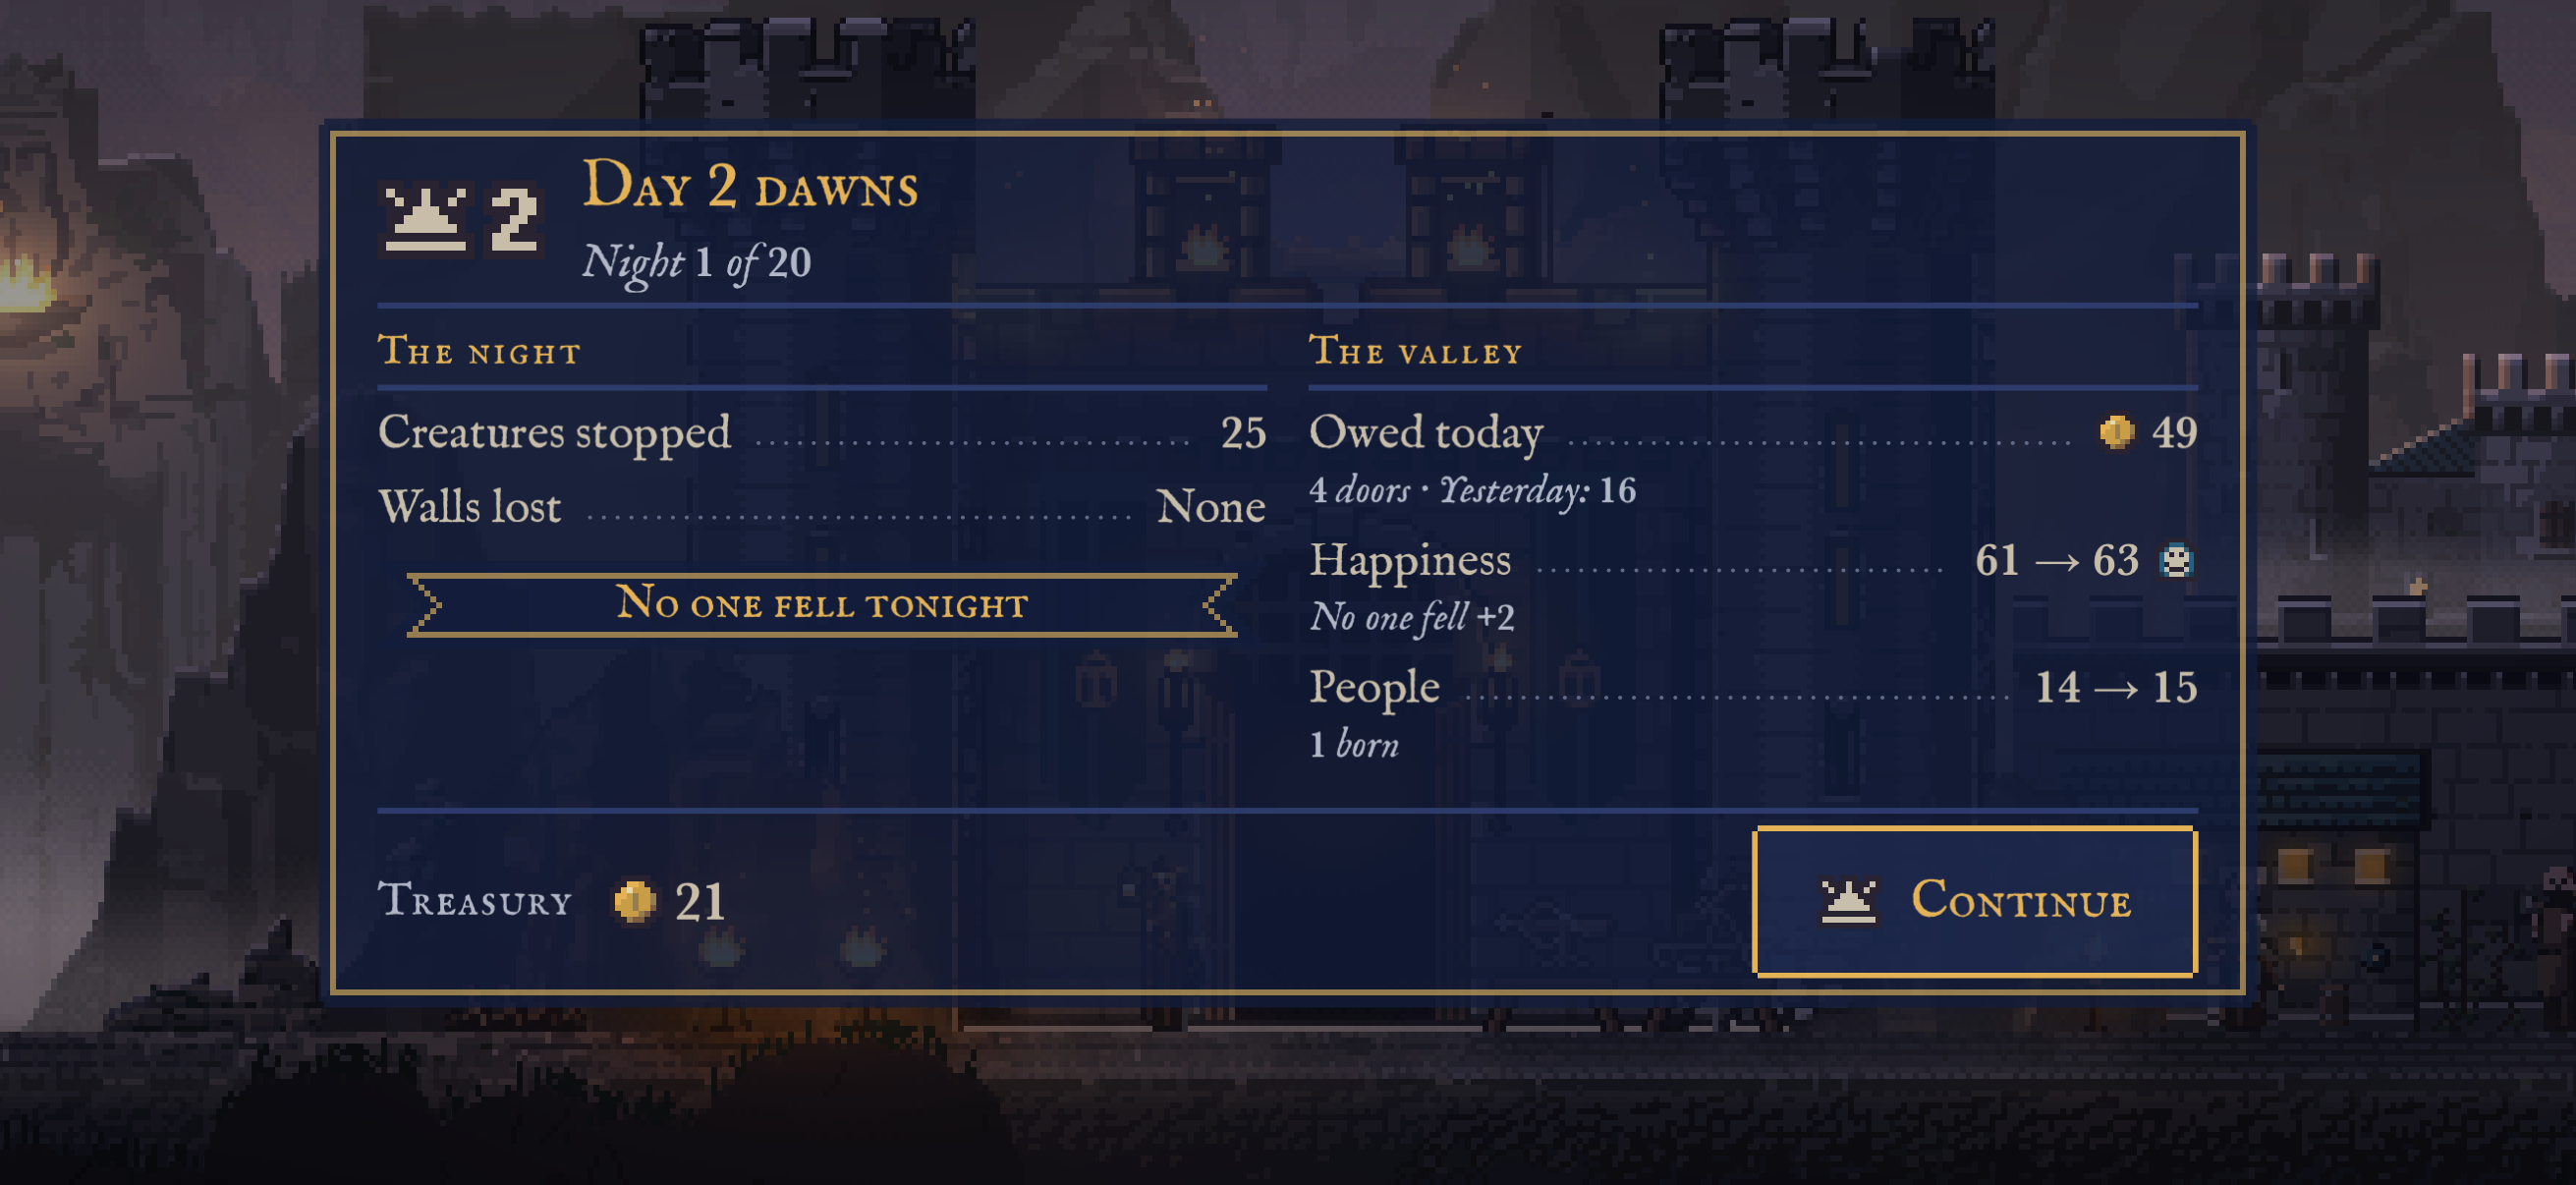 2
Day 2 dawns
Night 1 of 20
The night
Creatures stopped 25
Walls lost None
No one fell tonight
The valley
Owed today 49
4 doors · Yesterday: 16
Happiness 61 → 63
No one fell +2
People 14 → 15
1 born
Treasury 21
Continue